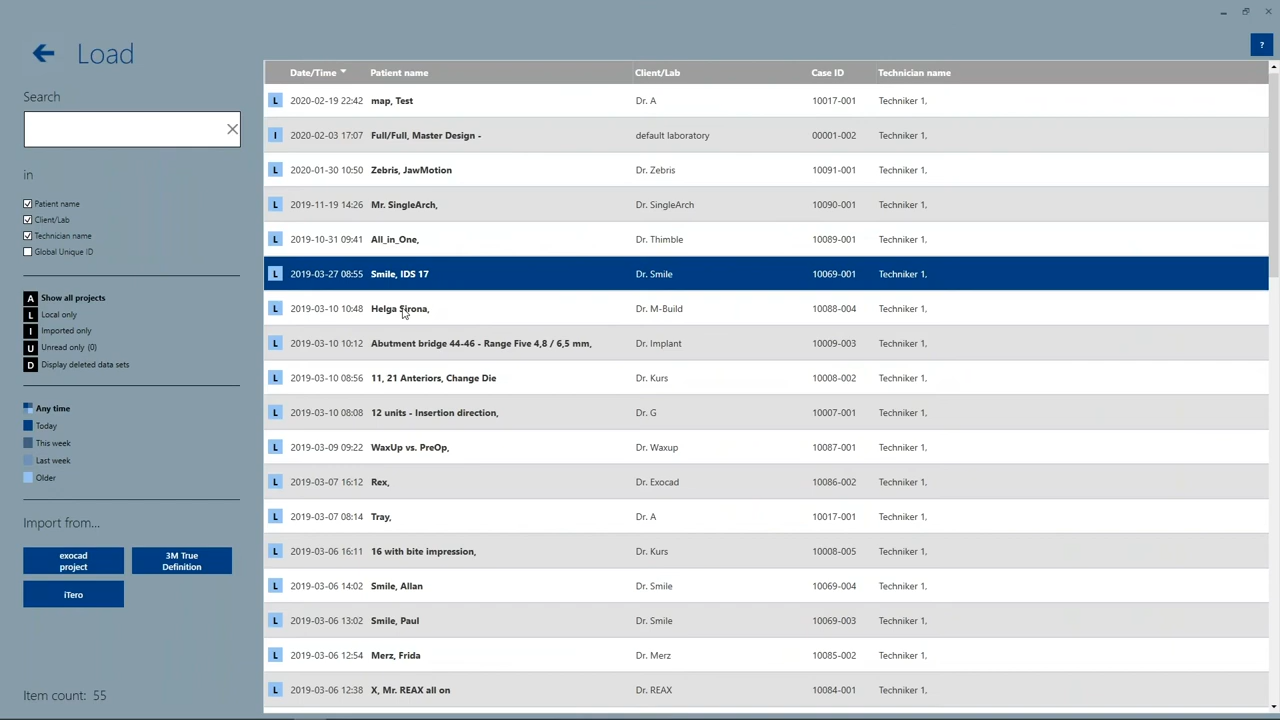 Load
?
Search
in
Patient name
Client/Lab
Technician name
Global Unique ID
A Show all projects
L Local only
I Imported only
U Unread only (0)
D Display deleted data sets
Any time
Today
This week
Last week
Older
Import from...
exocad
project
3M True
Definition
iTero
Item count: 55
Date/Time Patient name Client/Lab Case ID Technician name
L 2020-02-19 22:42 map, Test Dr. A 10017-001 Techniker 1,
I 2020-02-03 17:07 Full/Full, Master Design - default laboratory 00001-002 Techniker 1,
L 2020-01-30 10:50 Zebris, JawMotion Dr. Zebris 10091-001 Techniker 1,
L 2019-11-19 14:26 Mr. SingleArch, Dr. SingleArch 10090-001 Techniker 1,
L 2019-10-31 09:41 All_in_One, Dr. Thimble 10089-001 Techniker 1,
L 2019-03-27 08:55 Smile, IDS 17 Dr. Smile 10069-001 Techniker 1,
L 2019-03-10 10:48 Helga Sirona, Dr. M-Build 10088-004 Techniker 1,
L 2019-03-10 10:12 Abutment bridge 44-46 - Range Five 4,8 / 6,5 mm, Dr. Implant 10009-003 Techniker 1,
L 2019-03-10 08:56 11, 21 Anteriors, Change Die Dr. Kurs 10008-002 Techniker 1,
L 2019-03-10 08:08 12 units - Insertion direction, Dr. G 10007-001 Techniker 1,
L 2019-03-09 09:22 WaxUp vs. PreOp, Dr. Waxup 10087-001 Techniker 1,
L 2019-03-07 16:12 Rex, Dr. Exocad 10086-002 Techniker 1,
L 2019-03-07 08:14 Tray, Dr. A 10017-001 Techniker 1,
L 2019-03-06 16:11 16 with bite impression, Dr. Kurs 10008-005 Techniker 1,
L 2019-03-06 14:02 Smile, Allan Dr. Smile 10069-004 Techniker 1,
L 2019-03-06 13:02 Smile, Paul Dr. Smile 10069-003 Techniker 1,
L 2019-03-06 12:54 Merz, Frida Dr. Merz 10085-002 Techniker 1,
L 2019-03-06 12:38 X, Mr. REAX all on Dr. REAX 10084-001 Techniker 1,